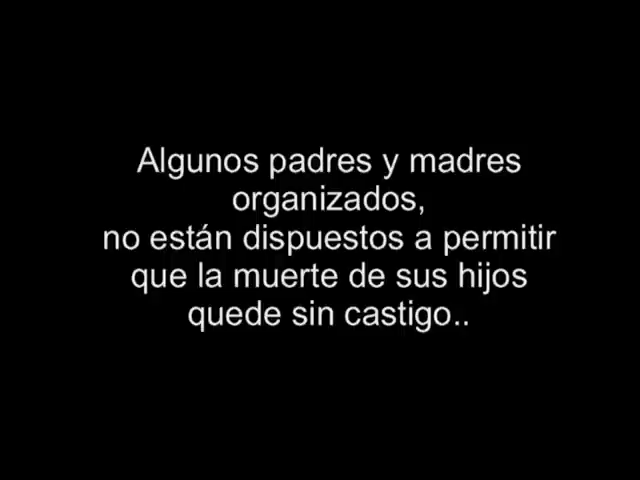 Algunos padres y madres
organizados,
no están dispuestos a permitir
que la muerte de sus hijos
quede sin castigo..